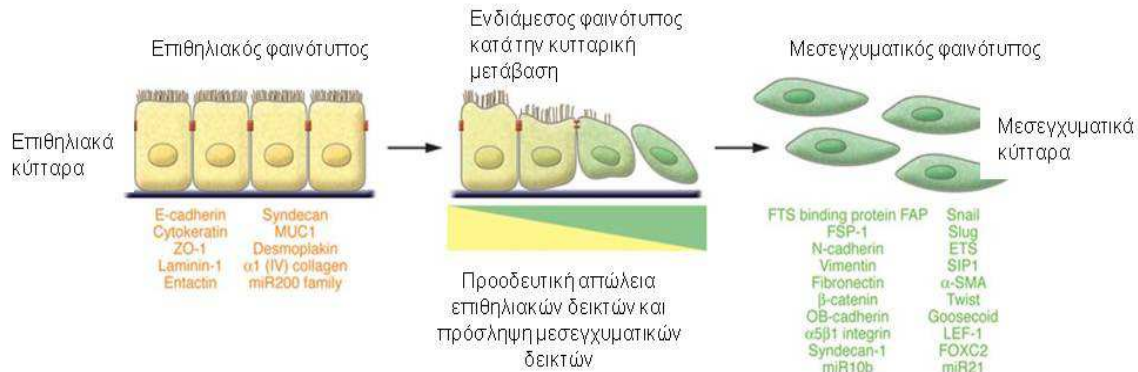 Επιθηλιακός φαινότυπος
Ενδιάμεσος φαινότυπος
κατά την κυτταρική
μετάβαση
Μεσεγχυματικός φαινότυπος
Επιθηλιακά
κύτταρα
Μεσεγχυματικά
κύτταρα
E-cadherin Syndecan
Cytokeratin MUC1
ZO-1 Desmoplakin
Laminin-1 α1 (IV) collagen
Entactin miR200 family
Προοδευτική απώλεια
επιθηλιακών δεικτών και
πρόσληψη μεσεγχυματικών
δεικτών
FTS binding protein FAP Snail
FSP-1 Slug
N-cadherin ETS
Vimentin SIP1
Fibronectin α-SMA
β-catenin Twist
OB-cadherin Goosecoid
α5β1 integrin LEF-1
Syndecan-1 FOXC2
miR10b miR21